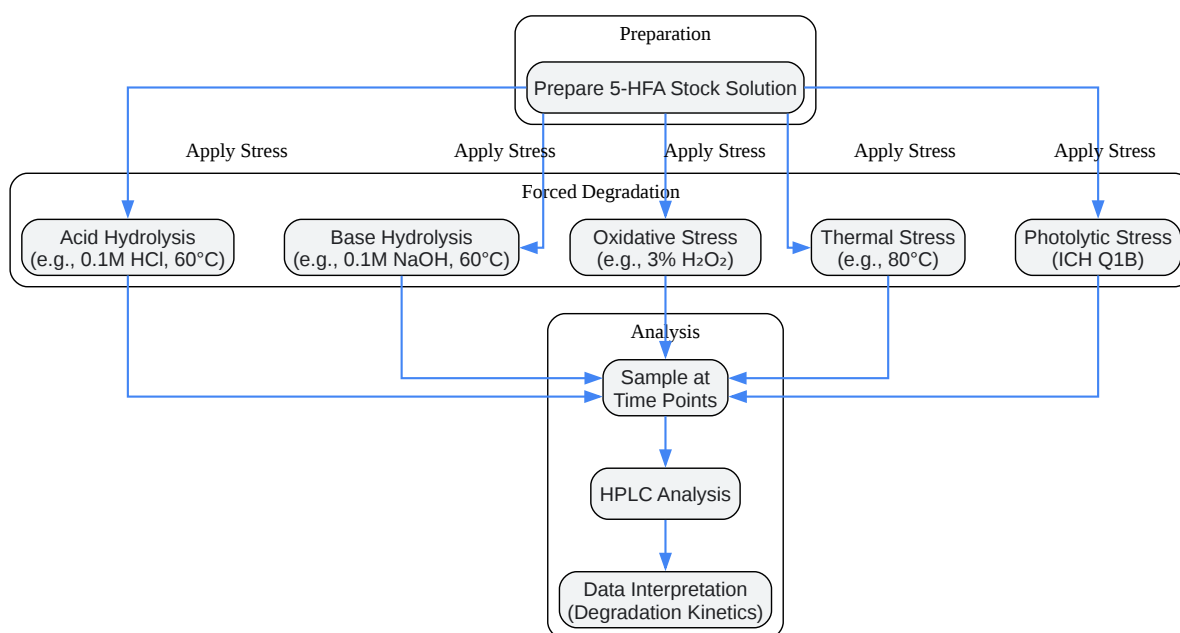 Preparation
Prepare 5-HFA Stock Solution
Apply Stress
Apply Stress
Apply Stress
Apply Stress
Apply Stress
Forced Degradation
Acid Hydrolysis
(e.g., 0.1M HCl, 60°C)
Base Hydrolysis
(e.g., 0.1M NaOH, 60°C)
Oxidative Stress
(e.g., 3% H₂O₂)
Thermal Stress
(e.g., 80°C)
Photolytic Stress
(ICH Q1B)
Analysis
Sample at
Time Points
HPLC Analysis
Data Interpretation
(Degradation Kinetics)